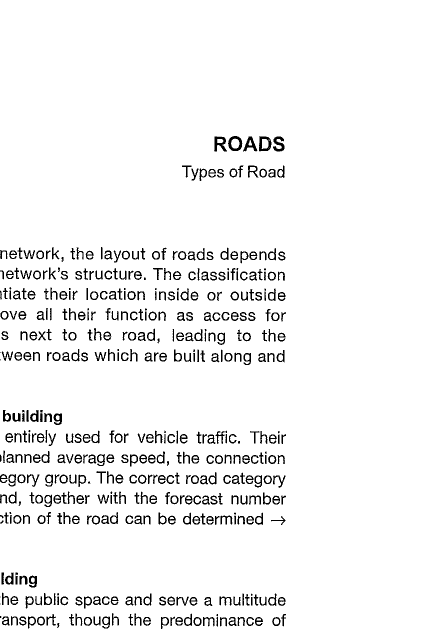 ROADS
Types of Road
network, the layout of roads depends
network's structure. The classification
tiate their location inside or outside
ove all their function as access for
s next to the road, leading to the
tween roads which are built along and
building
entirely used for vehicle traffic. Their
planned average speed, the connection
egory group. The correct road category
nd, together with the forecast number
ction of the road can be determined →
lding
the public space and serve a multitude
ransport, though the predominance of